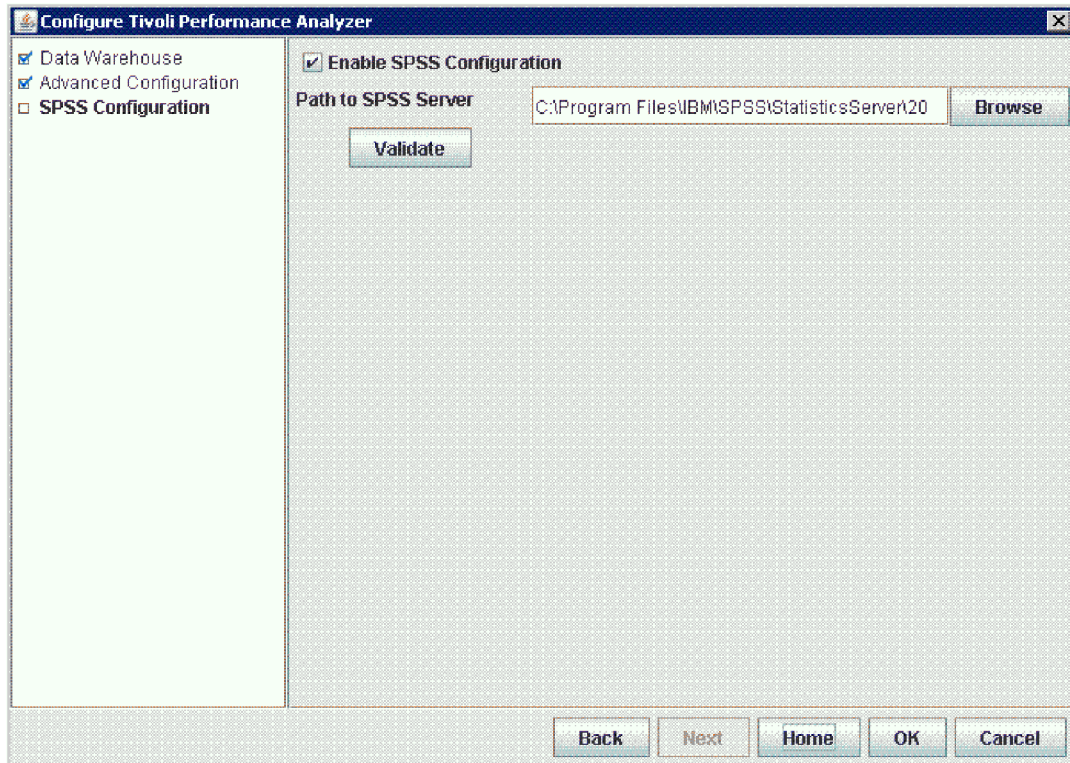 Configure Tivoli Performance Analyzer
Data Warehouse
Advanced Configuration
SPSS Configuration
Enable SPSS Configuration
Path to SPSS Server
C:\Program Files\IBM\SPSS\StatisticsServer\20
Browse
Validate
Back
Next
Home
OK
Cancel